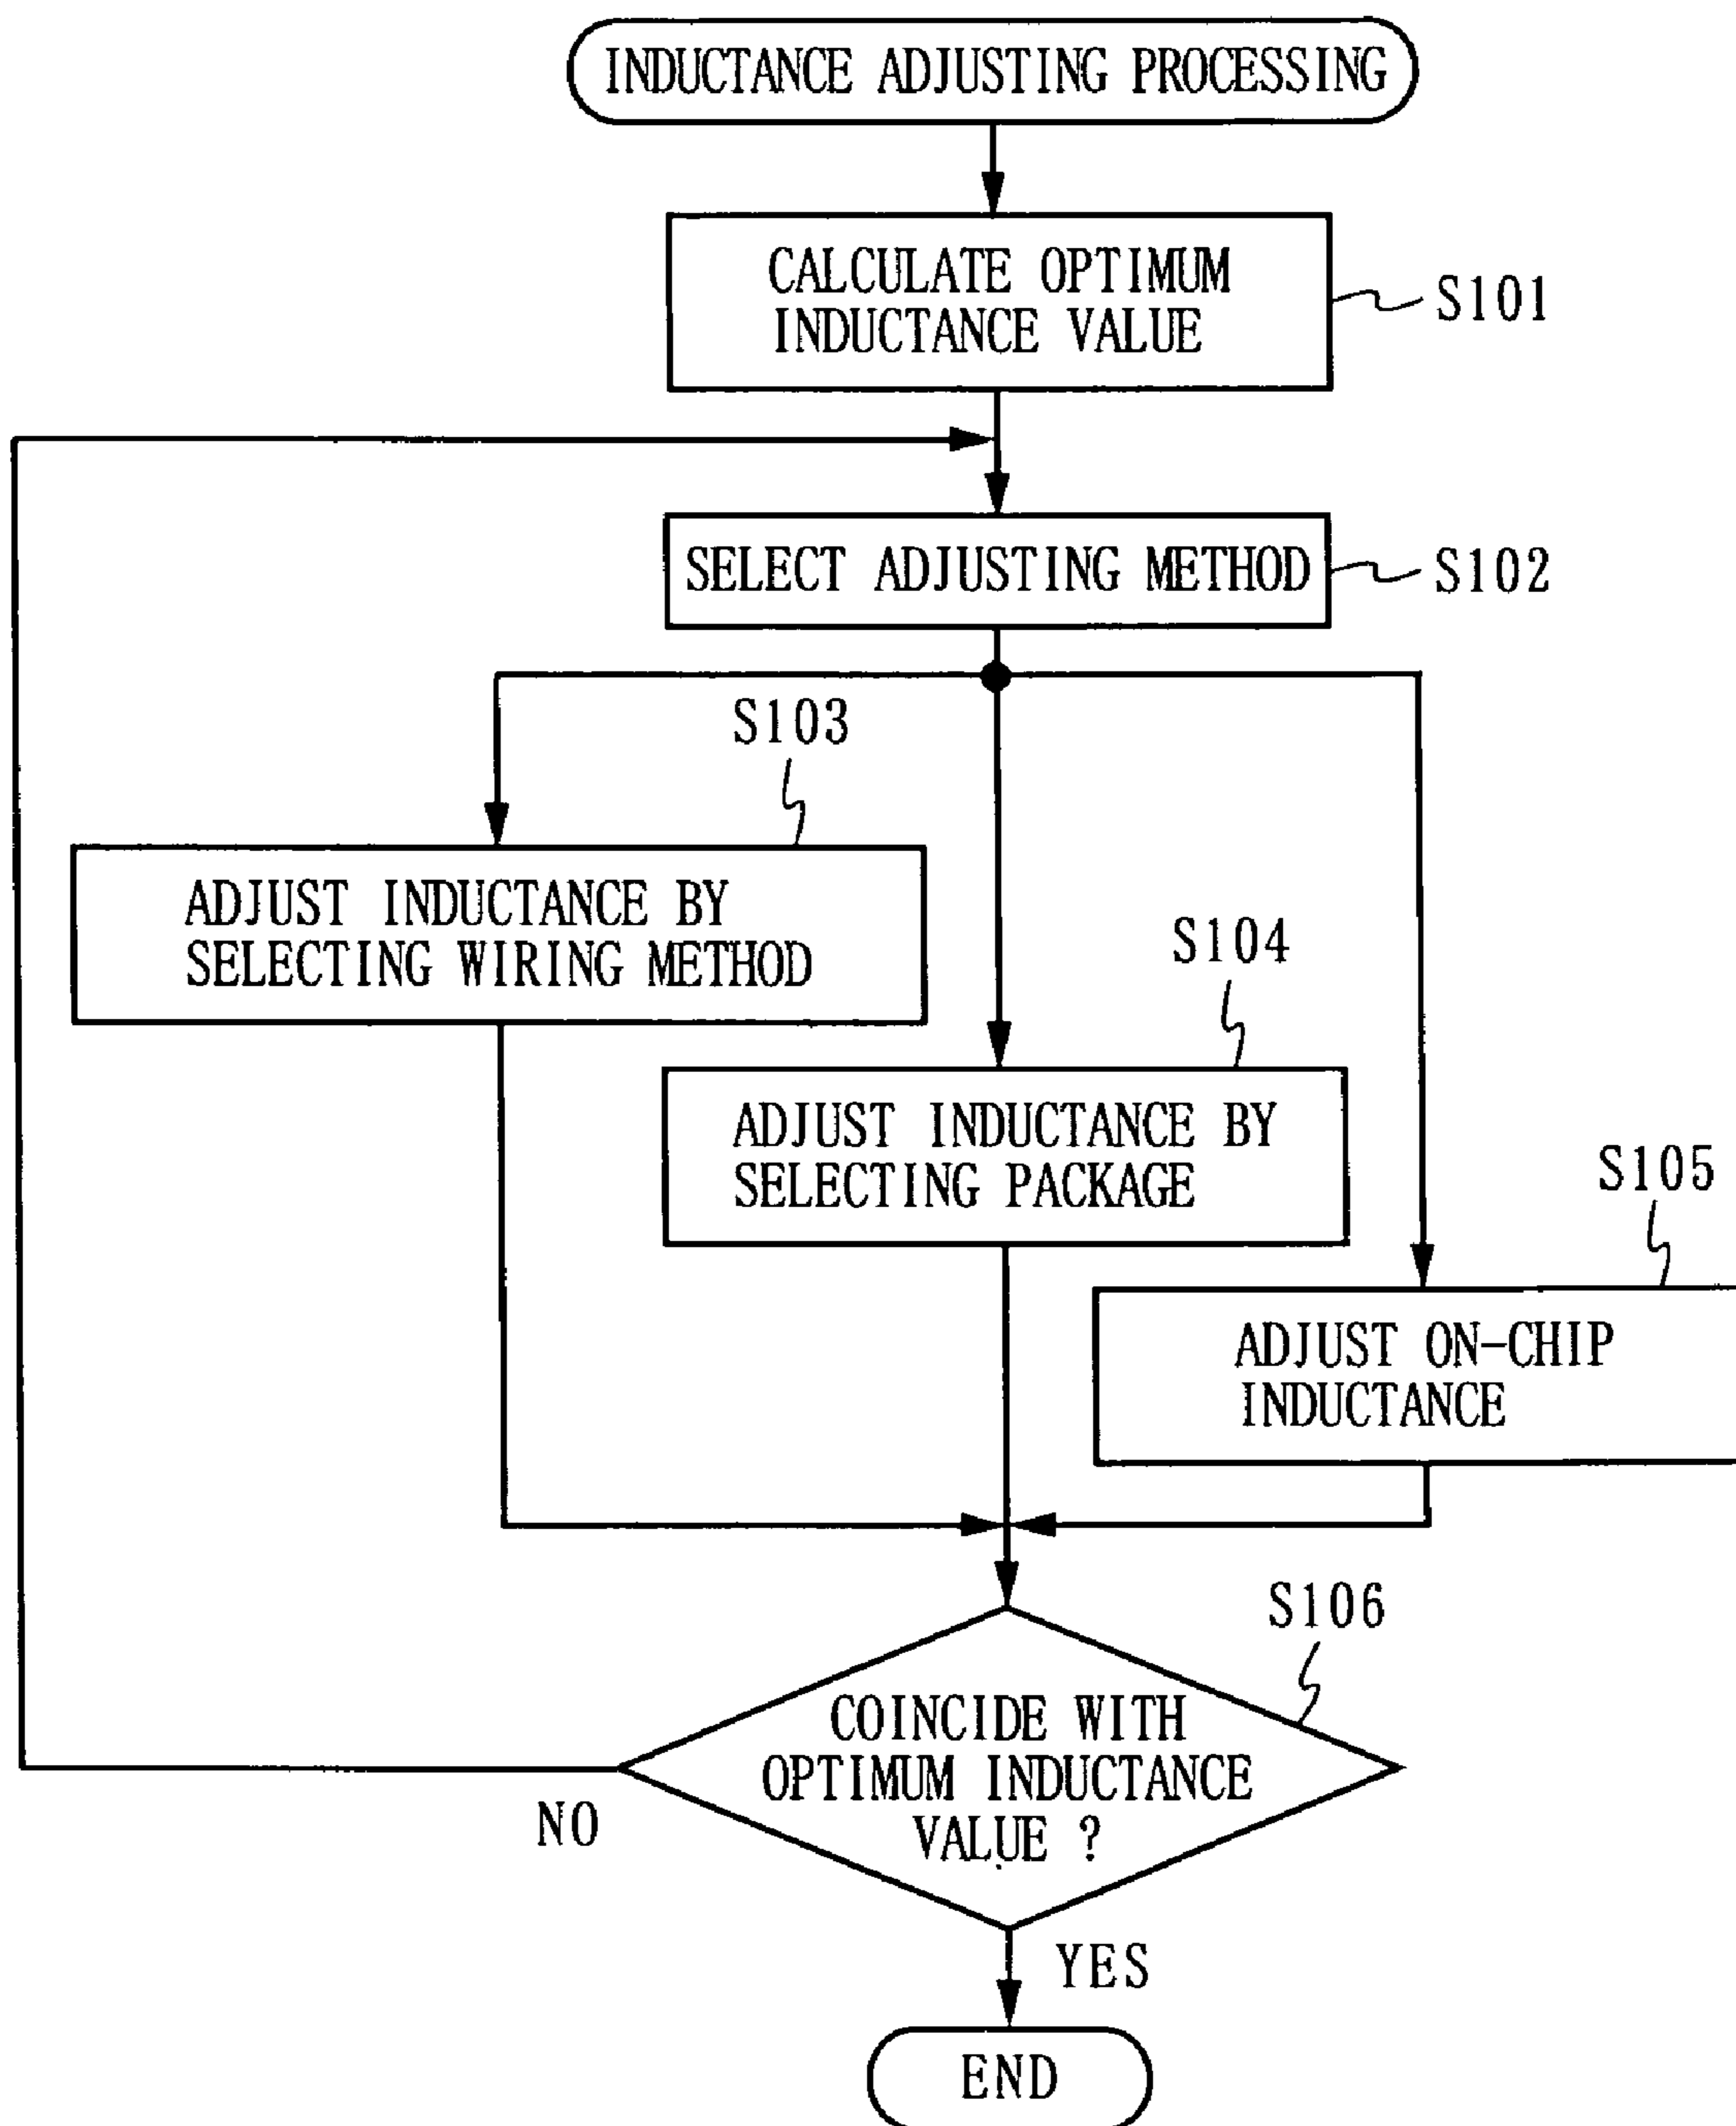 INDUCTANCE ADJUSTING PROCESSING
CALCULATE OPTIMUM
INDUCTANCE VALUE
S101
SELECT ADJUSTING METHOD
S102
S103
ADJUST INDUCTANCE BY
SELECTING WIRING METHOD
S104
ADJUST INDUCTANCE BY
SELECTING PACKAGE
S105
ADJUST ON-CHIP
INDUCTANCE
S106
COINCIDE WITH
OPTIMUM INDUCTANCE
VALUE ?
NO
YES
END